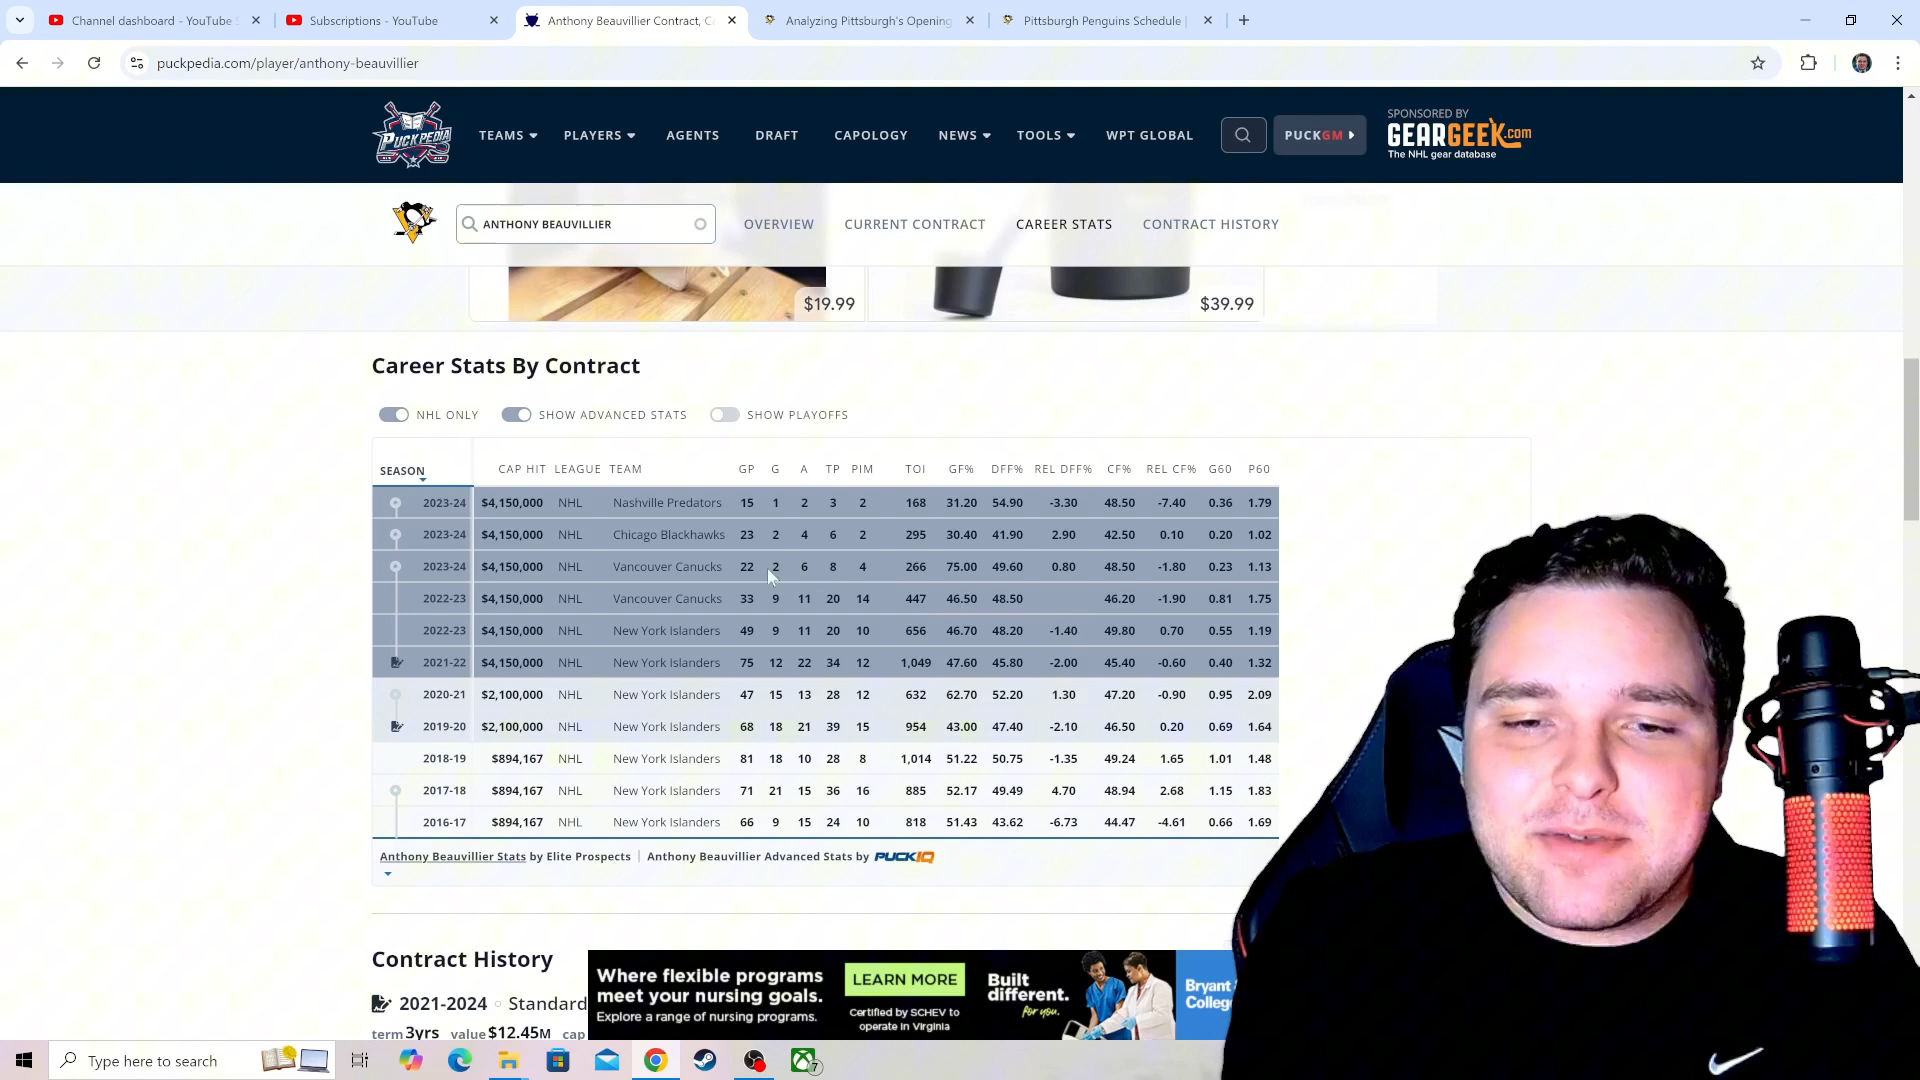 Channel dashboard - YouTube S
Subscriptions - YouTube
Anthony Beauvillier Contract, C
Analyzing Pittsburgh's Opening
Pittsburgh Penguins Schedule |
puckpedia.com/player/anthony-beauvillier
PUCKPEDIA
TEAMS
PLAYERS
AGENTS
DRAFT
CAPOLOGY
NEWS
TOOLS
WPT GLOBAL
PUCKGM
SPONSORED BY
GEARGEEK.com
The NHL gear database
ANTHONY BEAUVILLIER
OVERVIEW
CURRENT CONTRACT
CAREER STATS
CONTRACT HISTORY
$19.99
$39.99
Career Stats By Contract
NHL ONLY
SHOW ADVANCED STATS
SHOW PLAYOFFS
SEASON CAP HIT LEAGUE TEAM GP G A TP PIM TOI GF% DFF% REL DFF% CF% REL CF% G60 P60
2023-24 $4,150,000 NHL Nashville Predators 15 1 2 3 2 168 31.20 54.90 -3.30 48.50 -7.40 0.36 1.79
2023-24 $4,150,000 NHL Chicago Blackhawks 23 2 4 6 2 295 30.40 41.90 2.90 42.50 0.10 0.20 1.02
2023-24 $4,150,000 NHL Vancouver Canucks 22 2 6 8 4 266 75.00 49.60 0.80 48.50 -1.80 0.23 1.13
2022-23 $4,150,000 NHL Vancouver Canucks 33 9 11 20 14 447 46.50 48.50 46.20 -1.90 0.81 1.75
2022-23 $4,150,000 NHL New York Islanders 49 9 11 20 10 656 46.70 48.20 -1.40 49.80 0.70 0.55 1.19
2021-22 $4,150,000 NHL New York Islanders 75 12 22 34 12 1,049 47.60 45.80 -2.00 45.40 -0.60 0.40 1.32
2020-21 $2,100,000 NHL New York Islanders 47 15 13 28 12 632 62.70 52.20 1.30 47.20 -0.90 0.95 2.09
2019-20 $2,100,000 NHL New York Islanders 68 18 21 39 15 954 43.00 47.40 -2.10 46.50 0.20 0.69 1.64
2018-19 $894,167 NHL New York Islanders 81 18 10 28 8 1,014 51.22 50.75 -1.35 49.24 1.65 1.01 1.48
2017-18 $894,167 NHL New York Islanders 71 21 15 36 16 885 52.17 49.49 4.70 48.94 2.68 1.15 1.83
2016-17 $894,167 NHL New York Islanders 66 9 15 24 10 818 51.43 43.62 -6.73 44.47 -4.61 0.66 1.69
Anthony Beauvillier Stats by Elite Prospects | Anthony Beauvillier Advanced Stats by PUCKIQ
Contract History
2021-2024 ○ Standard
term 3yrs value $12.45M cap
Where flexible programs
meet your nursing goals.
Explore a range of nursing programs.
LEARN MORE
Certified by SCHEV to
operate in Virginia
Built
different.
for you.
Bryant
College
Type here to search
7